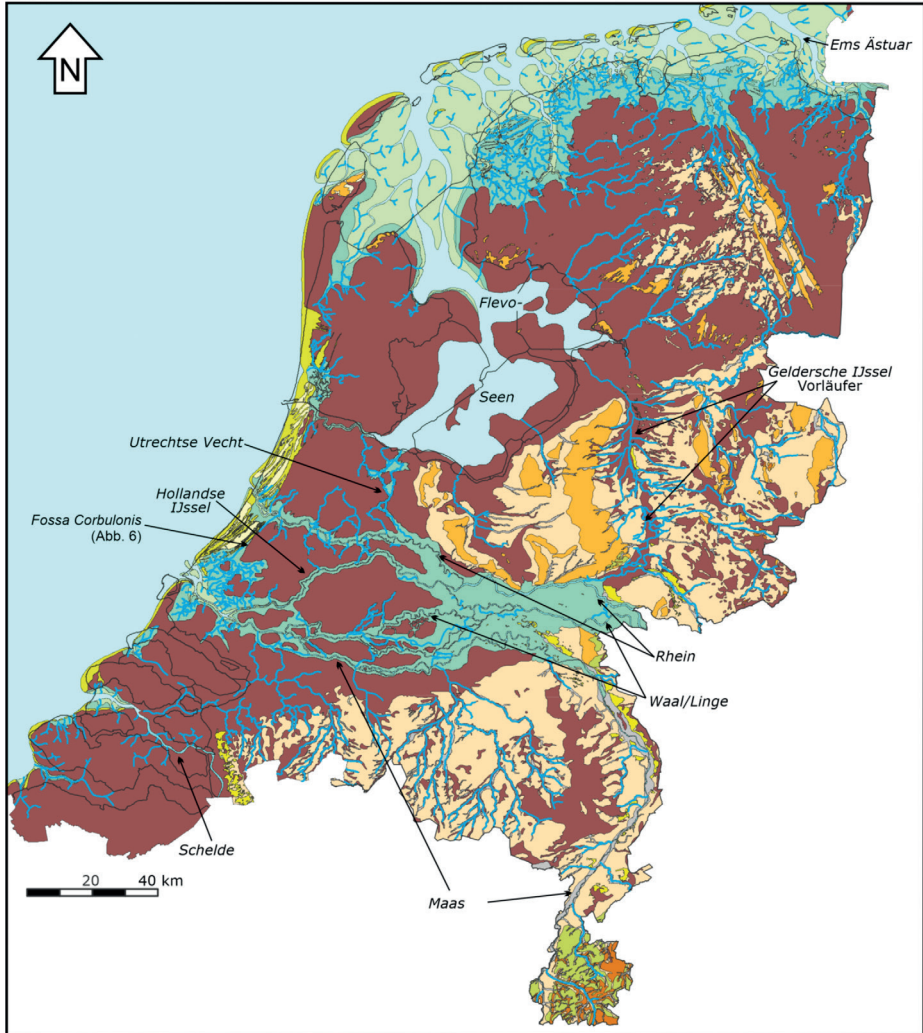 N
Ems Ästuar
Flevo-
Seen
Geldersche IJssel
Vorläufer
Utrechtse Vecht
Hollandse
IJssel
Fossa Corbulonis
(Abb. 6)
Rhein
Waal/Linge
Schelde
20 40 km
Maas